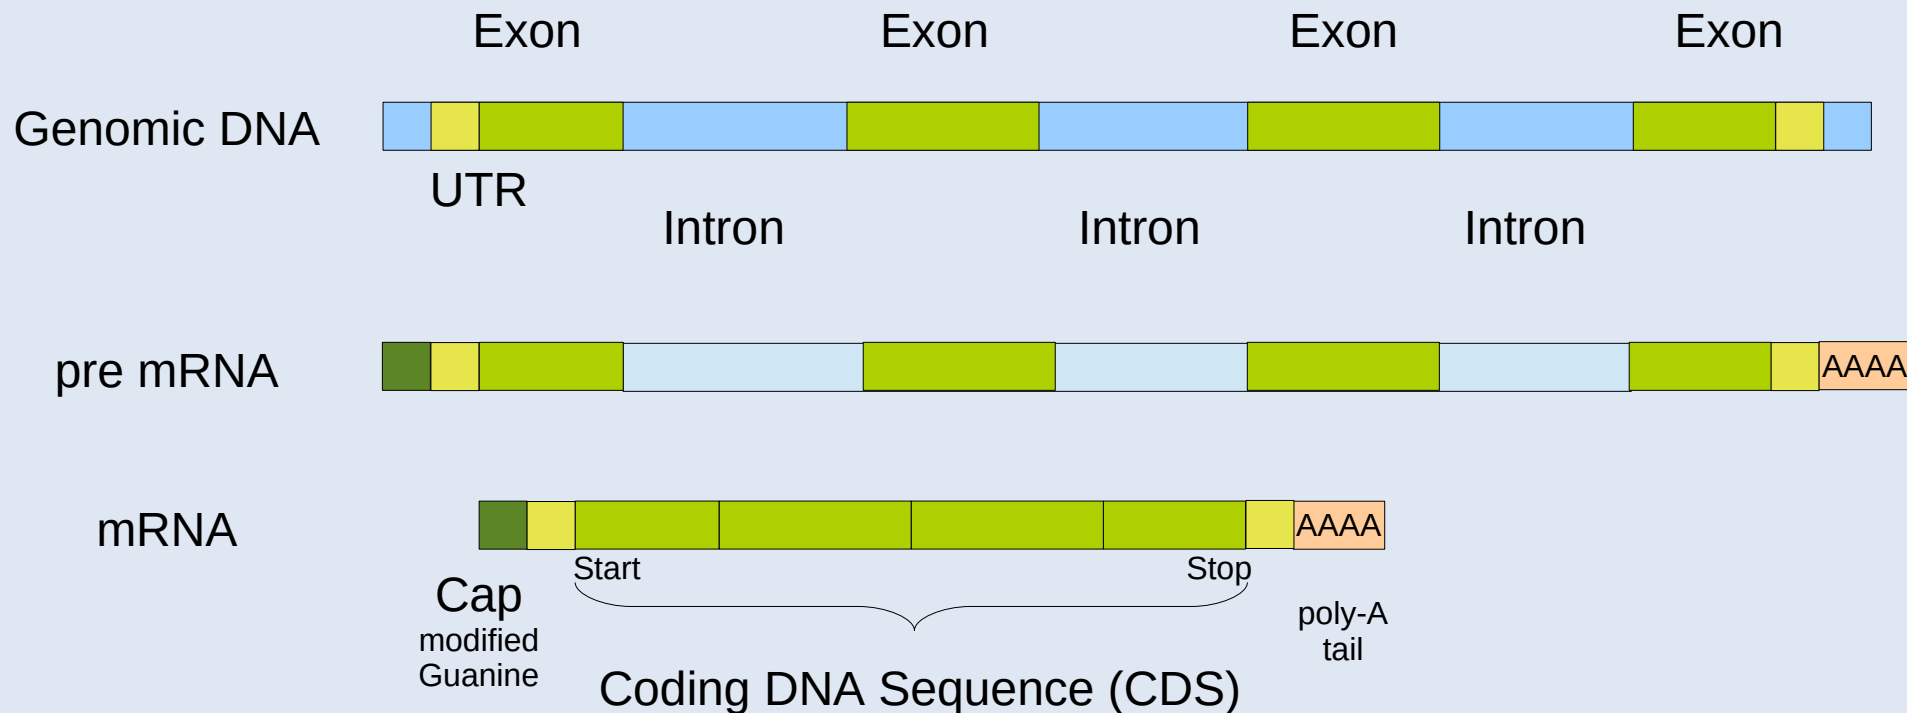 Exon Exon Exon Exon
Genomic DNA
UTR
Intron Intron Intron
pre mRNA
AAAA
mRNA
AAAA
Start Stop
Cap
modified
Guanine
poly-A
tail
Coding DNA Sequence (CDS)